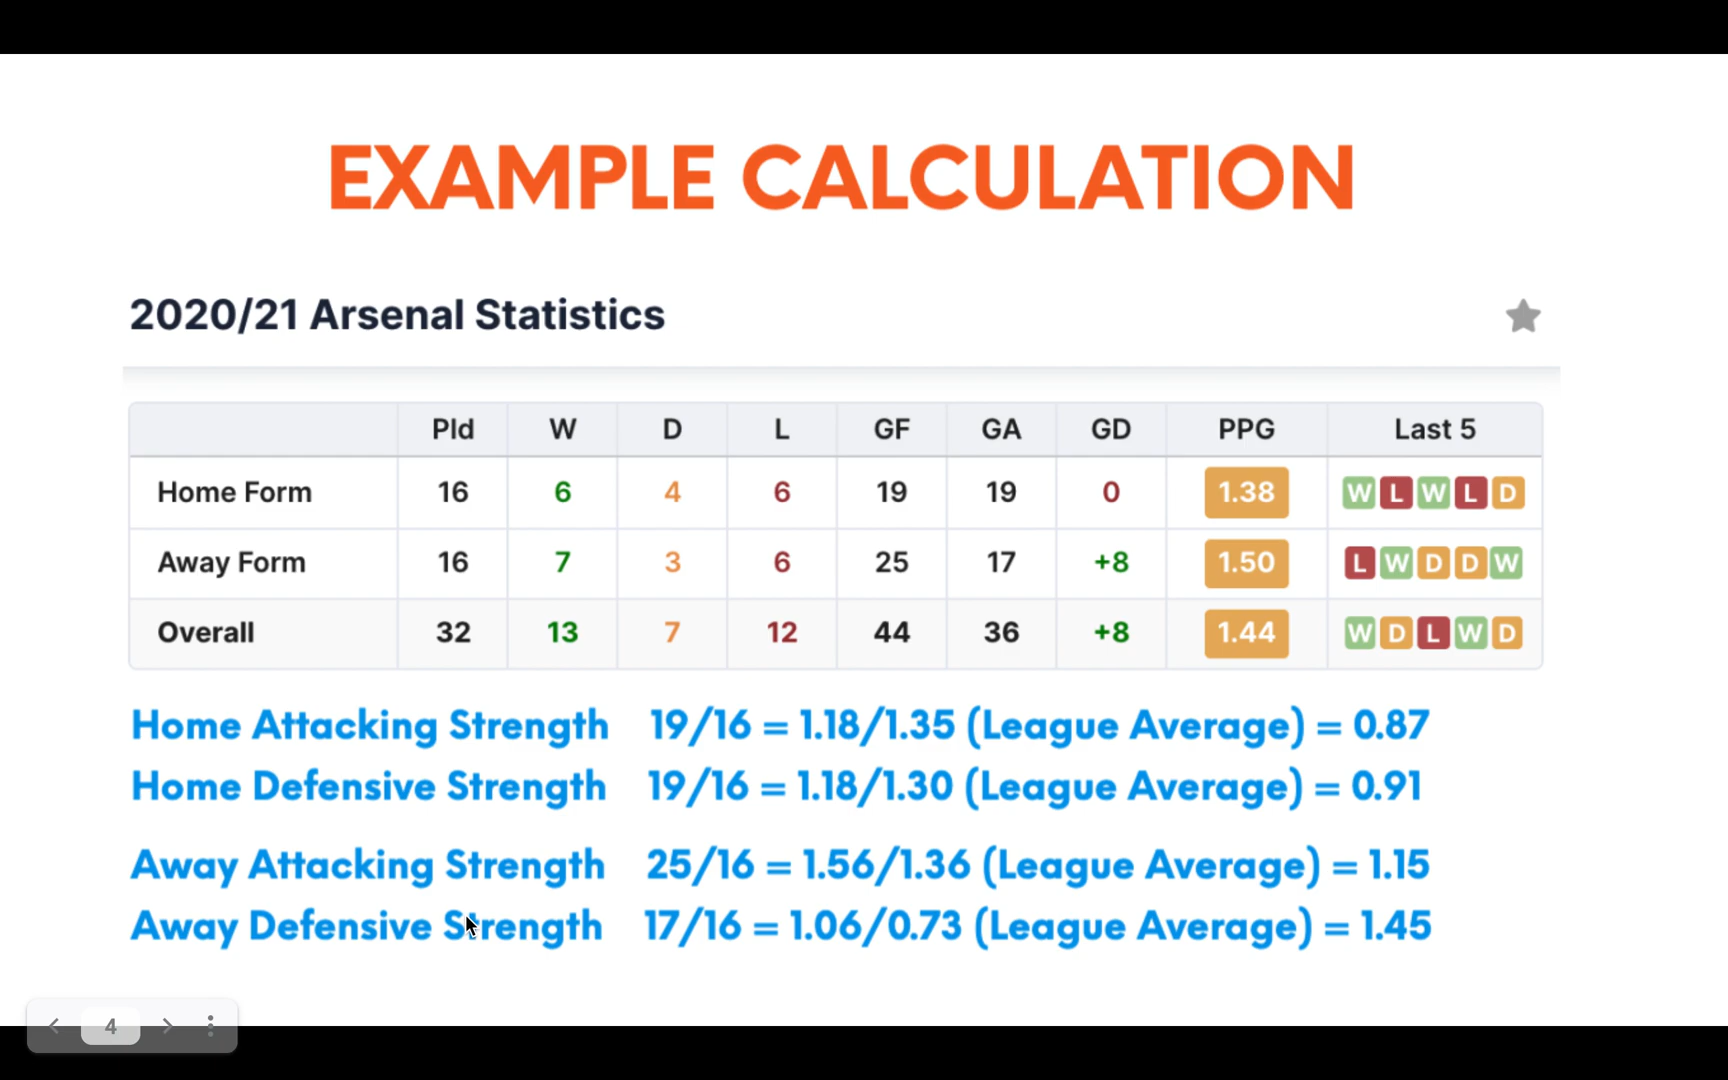 EXAMPLE CALCULATION
2020/21 Arsenal Statistics
Pld W D L GF GA GD PPG Last 5
Home Form 16 6 4 6 19 19 0 1.38 W L W L D
Away Form 16 7 3 6 25 17 +8 1.50 L W D D W
Overall 32 13 7 12 44 36 +8 1.44 W D L W D
Home Attacking Strength 19/16 = 1.18/1.35 (League Average) = 0.87
Home Defensive Strength 19/16 = 1.18/1.30 (League Average) = 0.91
Away Attacking Strength 25/16 = 1.56/1.36 (League Average) = 1.15
Away Defensive Strength 17/16 = 1.06/0.73 (League Average) = 1.45
4